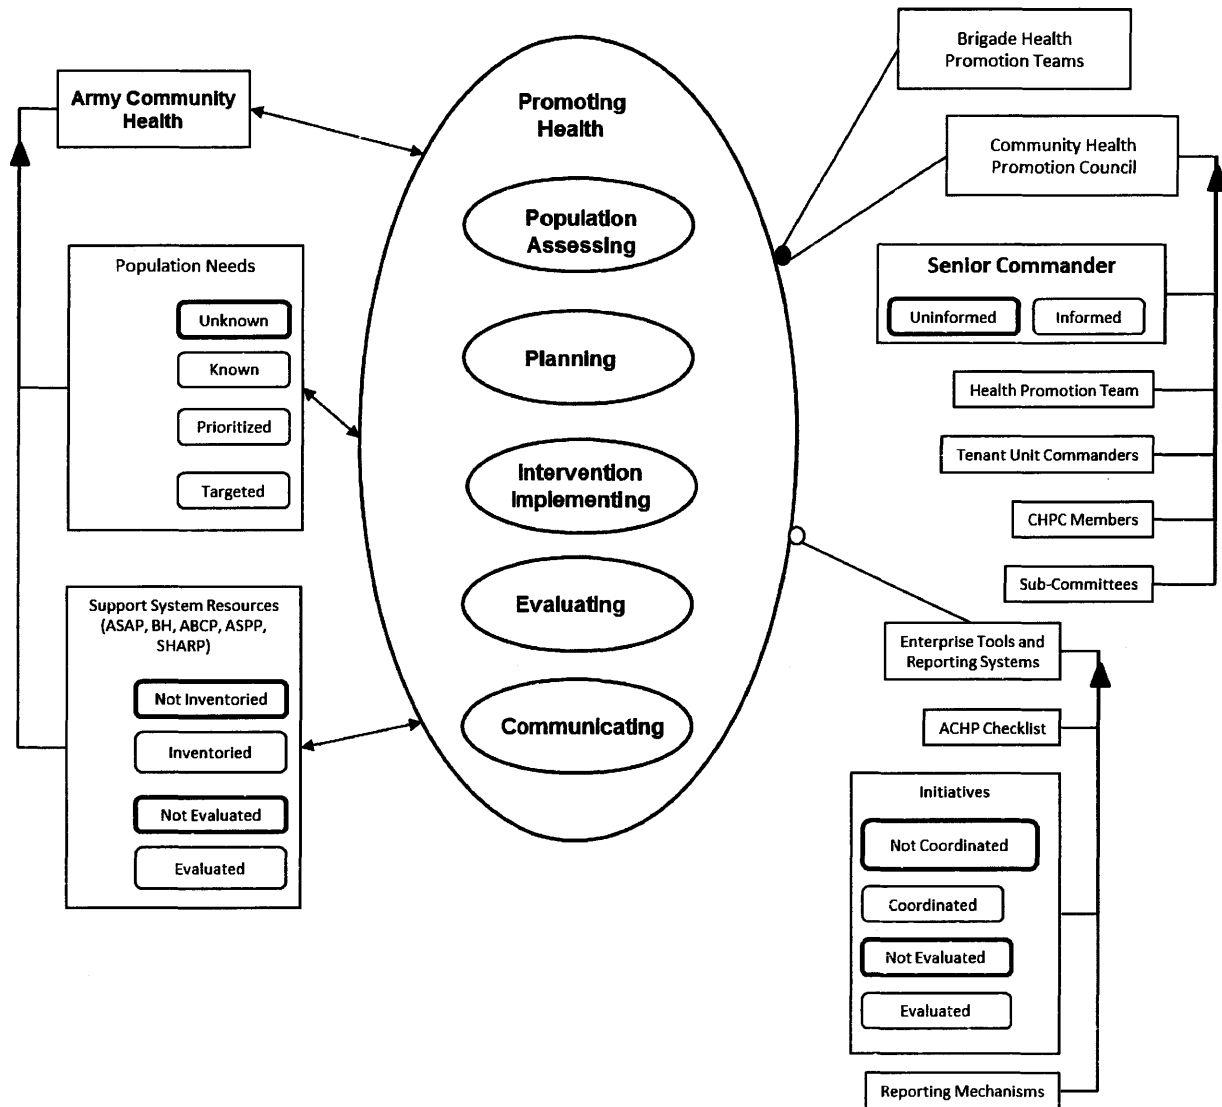 Army Community
Health
Population Needs
Unknown
Known
Prioritized
Targeted
Support System Resources
(ASAP, BH, ABCP, ASPP,
SHARP)
Not Inventoried
Inventoried
Not Evaluated
Evaluated
Promoting
Health
Population
Assessing
Planning
Intervention
Implementing
Evaluating
Communicating
Brigade Health
Promotion Teams
Community Health
Promotion Council
Senior Commander
Uninformed
Informed
Health Promotion Team
Tenant Unit Commanders
CHPC Members
Sub-Committees
Enterprise Tools and
Reporting Systems
ACHP Checklist
Initiatives
Not Coordinated
Coordinated
Not Evaluated
Evaluated
Reporting Mechanisms